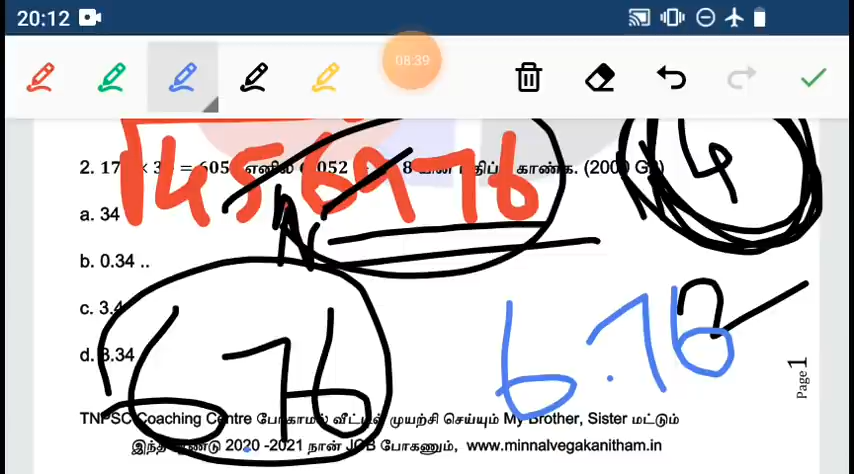 20:12
08:39
√456976
4
2. 17 × 3 = 605 எனில் 052 8 காண்க. (2000 G
a. 34
b. 0.34 ..
c. 3.4
d. 3.34
676
6.76
Page 1
TNPSC Coaching Centre போகாமல் வீட்டில் முயற்சி செய்யும் My Brother, Sister மட்டும்
இந்த ஆண்டு 2020 -2021 நான் JOB போகணும், www.minnalvegakanitham.in